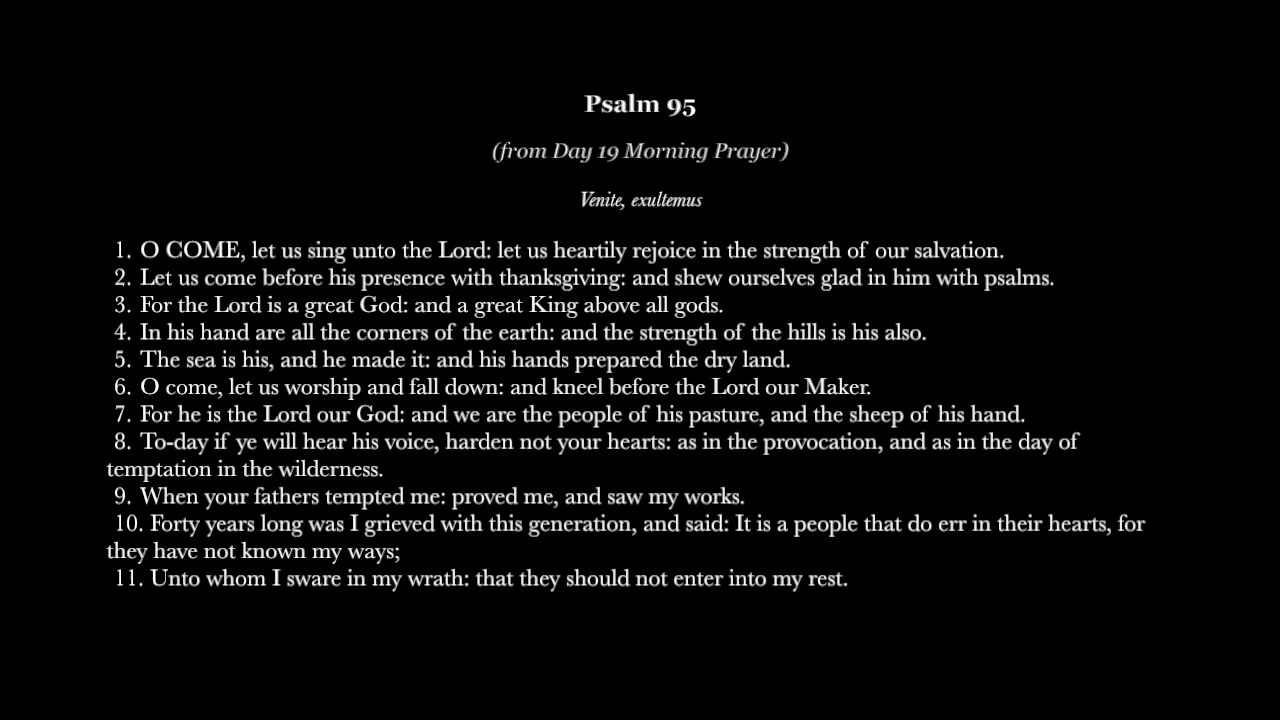 Psalm 95
(from Day 19 Morning Prayer)
Venite, exultemus
1. O COME, let us sing unto the Lord: let us heartily rejoice in the strength of our salvation.
2. Let us come before his presence with thanksgiving: and shew ourselves glad in him with psalms.
3. For the Lord is a great God: and a great King above all gods.
4. In his hand are all the corners of the earth: and the strength of the hills is his also.
5. The sea is his, and he made it: and his hands prepared the dry land.
6. O come, let us worship and fall down: and kneel before the Lord our Maker.
7. For he is the Lord our God: and we are the people of his pasture, and the sheep of his hand.
8. To-day if ye will hear his voice, harden not your hearts: as in the provocation, and as in the day of
temptation in the wilderness.
9. When your fathers tempted me: proved me, and saw my works.
10. Forty years long was I grieved with this generation, and said: It is a people that do err in their hearts, for
they have not known my ways;
11. Unto whom I sware in my wrath: that they should not enter into my rest.